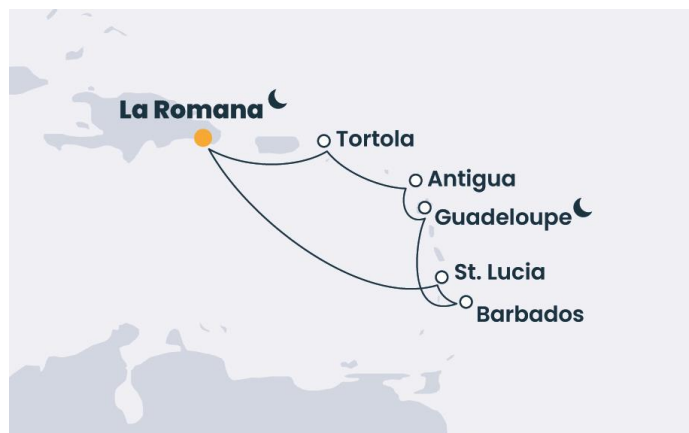 La Romana
Tortola
Antigua
Guadeloupe
St. Lucia
Barbados